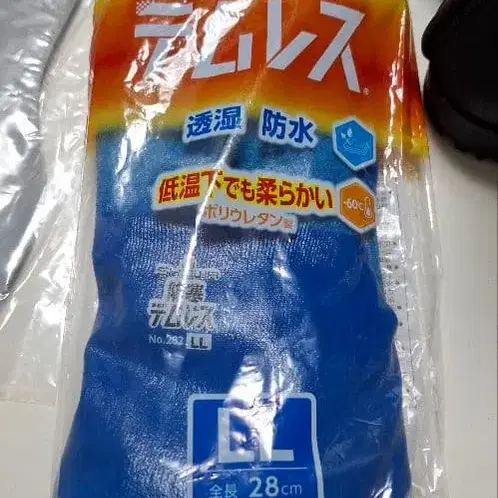 テムレス
透湿 防水
低温下でも柔らかい
-60℃
ポリウレタン製
防寒
テムレス
No.282 LL
LL
全長 28cm